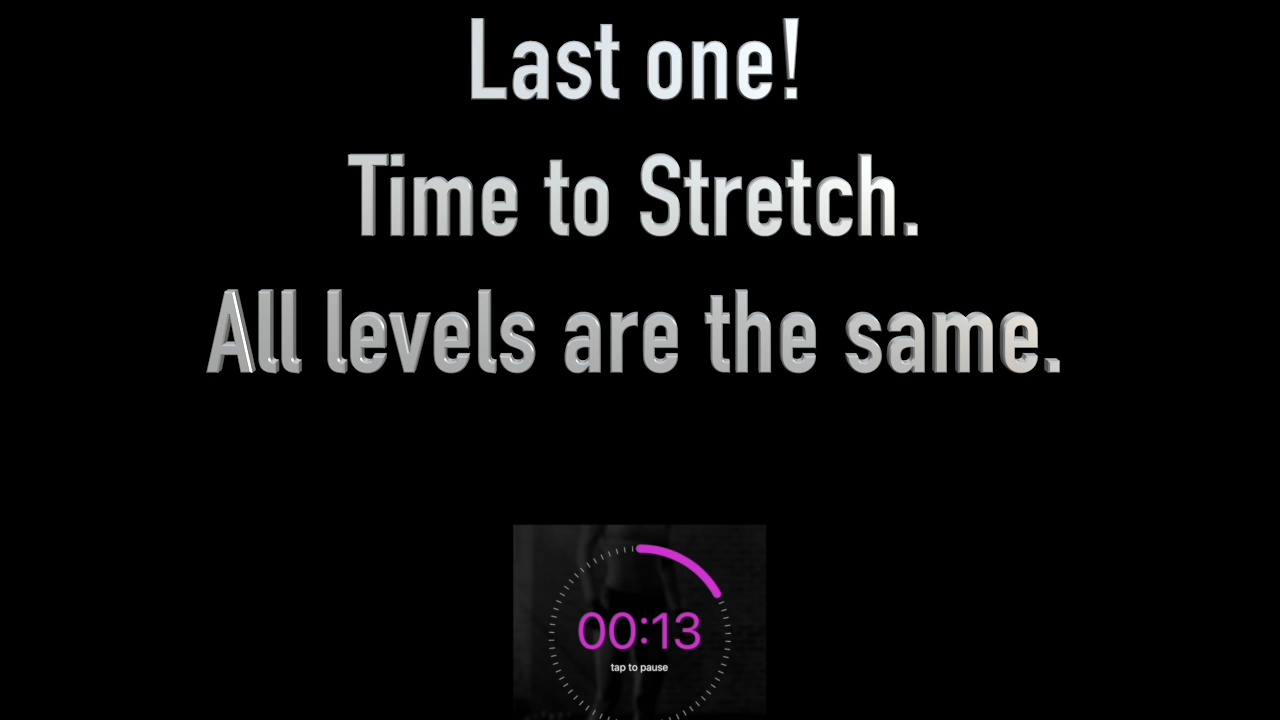 Last one!
Time to Stretch.
All levels are the same.
00:13
tap to pause